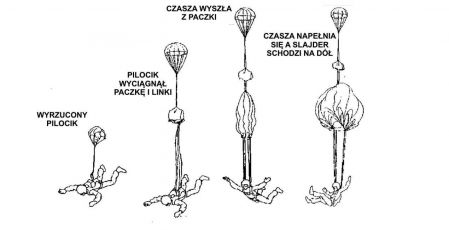 WYRZUCONY
PILOCIK
PILOCIK
WYCIĄGNĄŁ
PACZKĘ I LINKI
CZASZA WYSZŁA
Z PACZKI
CZASZA NAPEŁNIA
SIĘ A SLAJDER
SCHODZI NA DÓŁ